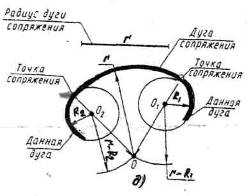 Радиус дуги
сопряжения
r
Дуга
сопряжения
Точка
сопряжения
Точка
сопряжения
r
R₂
O₂
O₁
R₁
Данная
дуга
Данная
дуга
r-R₂
O
r-R₁
д)